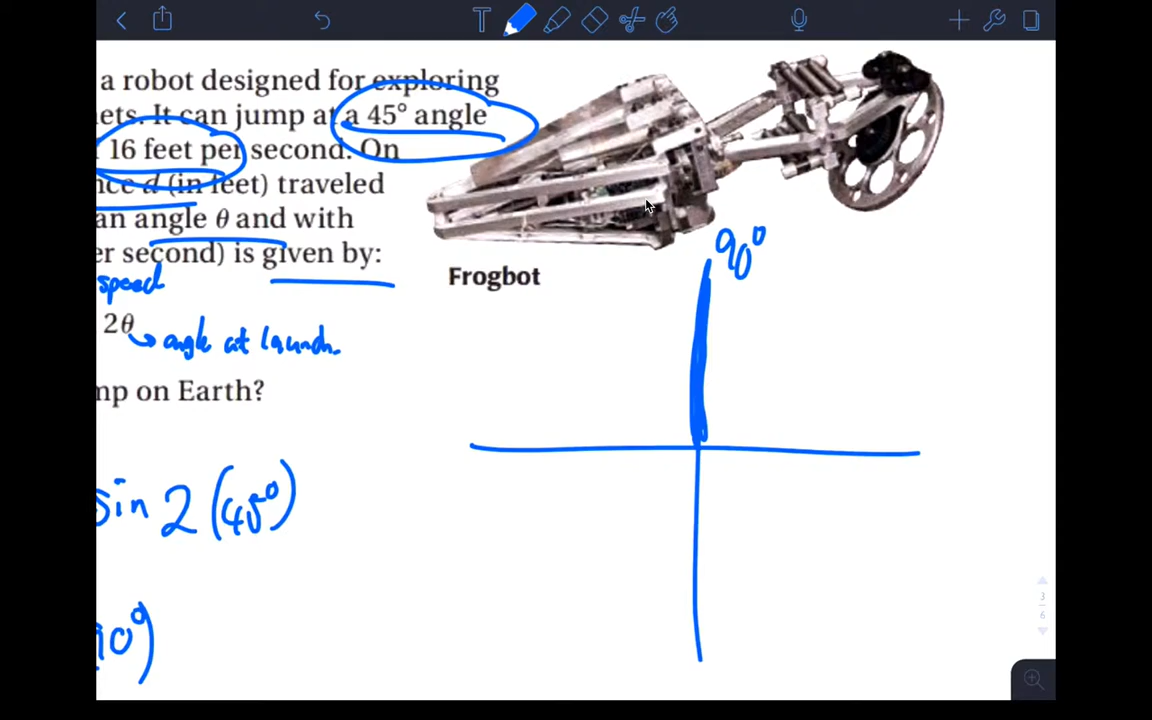 a robot designed for exploring
ets. It can jump at a 45° angle
16 feet per second. On
nce d (in feet) traveled
an angle θ and with
er second) is given by:
speed
2θ
angle at launch.
mp on Earth?
Frogbot
90°
sin 2 (45°)
90°)
3
6